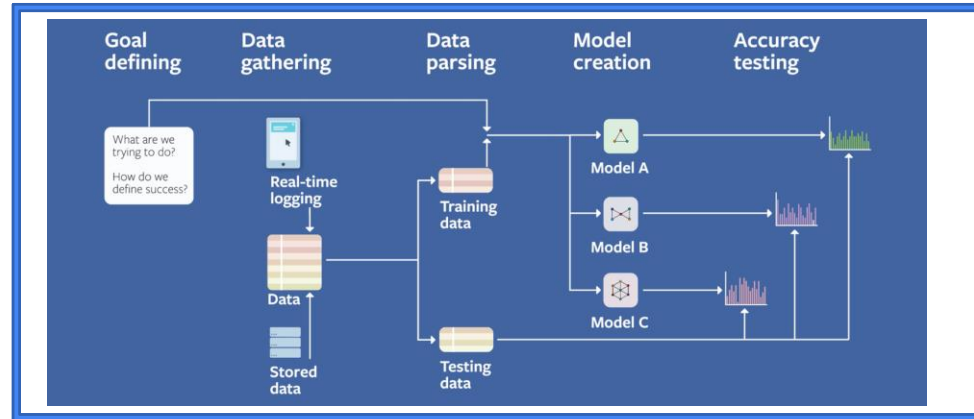 Goal
defining
Data
gathering
Data
parsing
Model
creation
Accuracy
testing
What are we
trying to do?
How do we
define success?
Real-time
logging
Data
Stored
data
Training
data
Testing
data
Model A
Model B
Model C